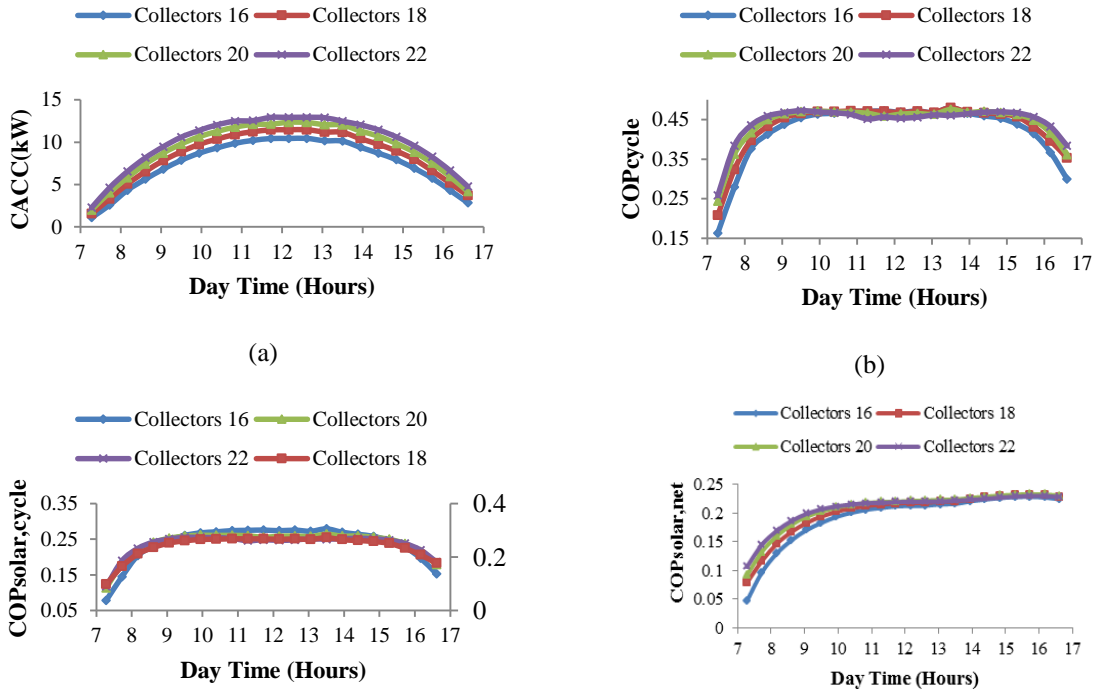 Collectors 16 Collectors 18
Collectors 20 Collectors 22
CACC(kW)
15
10
5
0
7 8 9 10 11 12 13 14 15 16 17
Day Time (Hours)
(a)
Collectors 16 Collectors 18
Collectors 20 Collectors 22
COPcycle
0.45
0.35
0.25
0.15
7 8 9 10 11 12 13 14 15 16 17
Day Time (Hours)
(b)
Collectors 16 Collectors 20
Collectors 22 Collectors 18
COPsolar,cycle
0.35
0.25
0.15
0.05
0.4
0.2
0
7 8 9 10 11 12 13 14 15 16 17
Day Time (Hours)
Collectors 16 Collectors 18
Collectors 20 Collectors 22
COPsolar,net
0.25
0.2
0.15
0.1
0.05
0
7 8 9 10 11 12 13 14 15 16 17
Day Time (Hours)